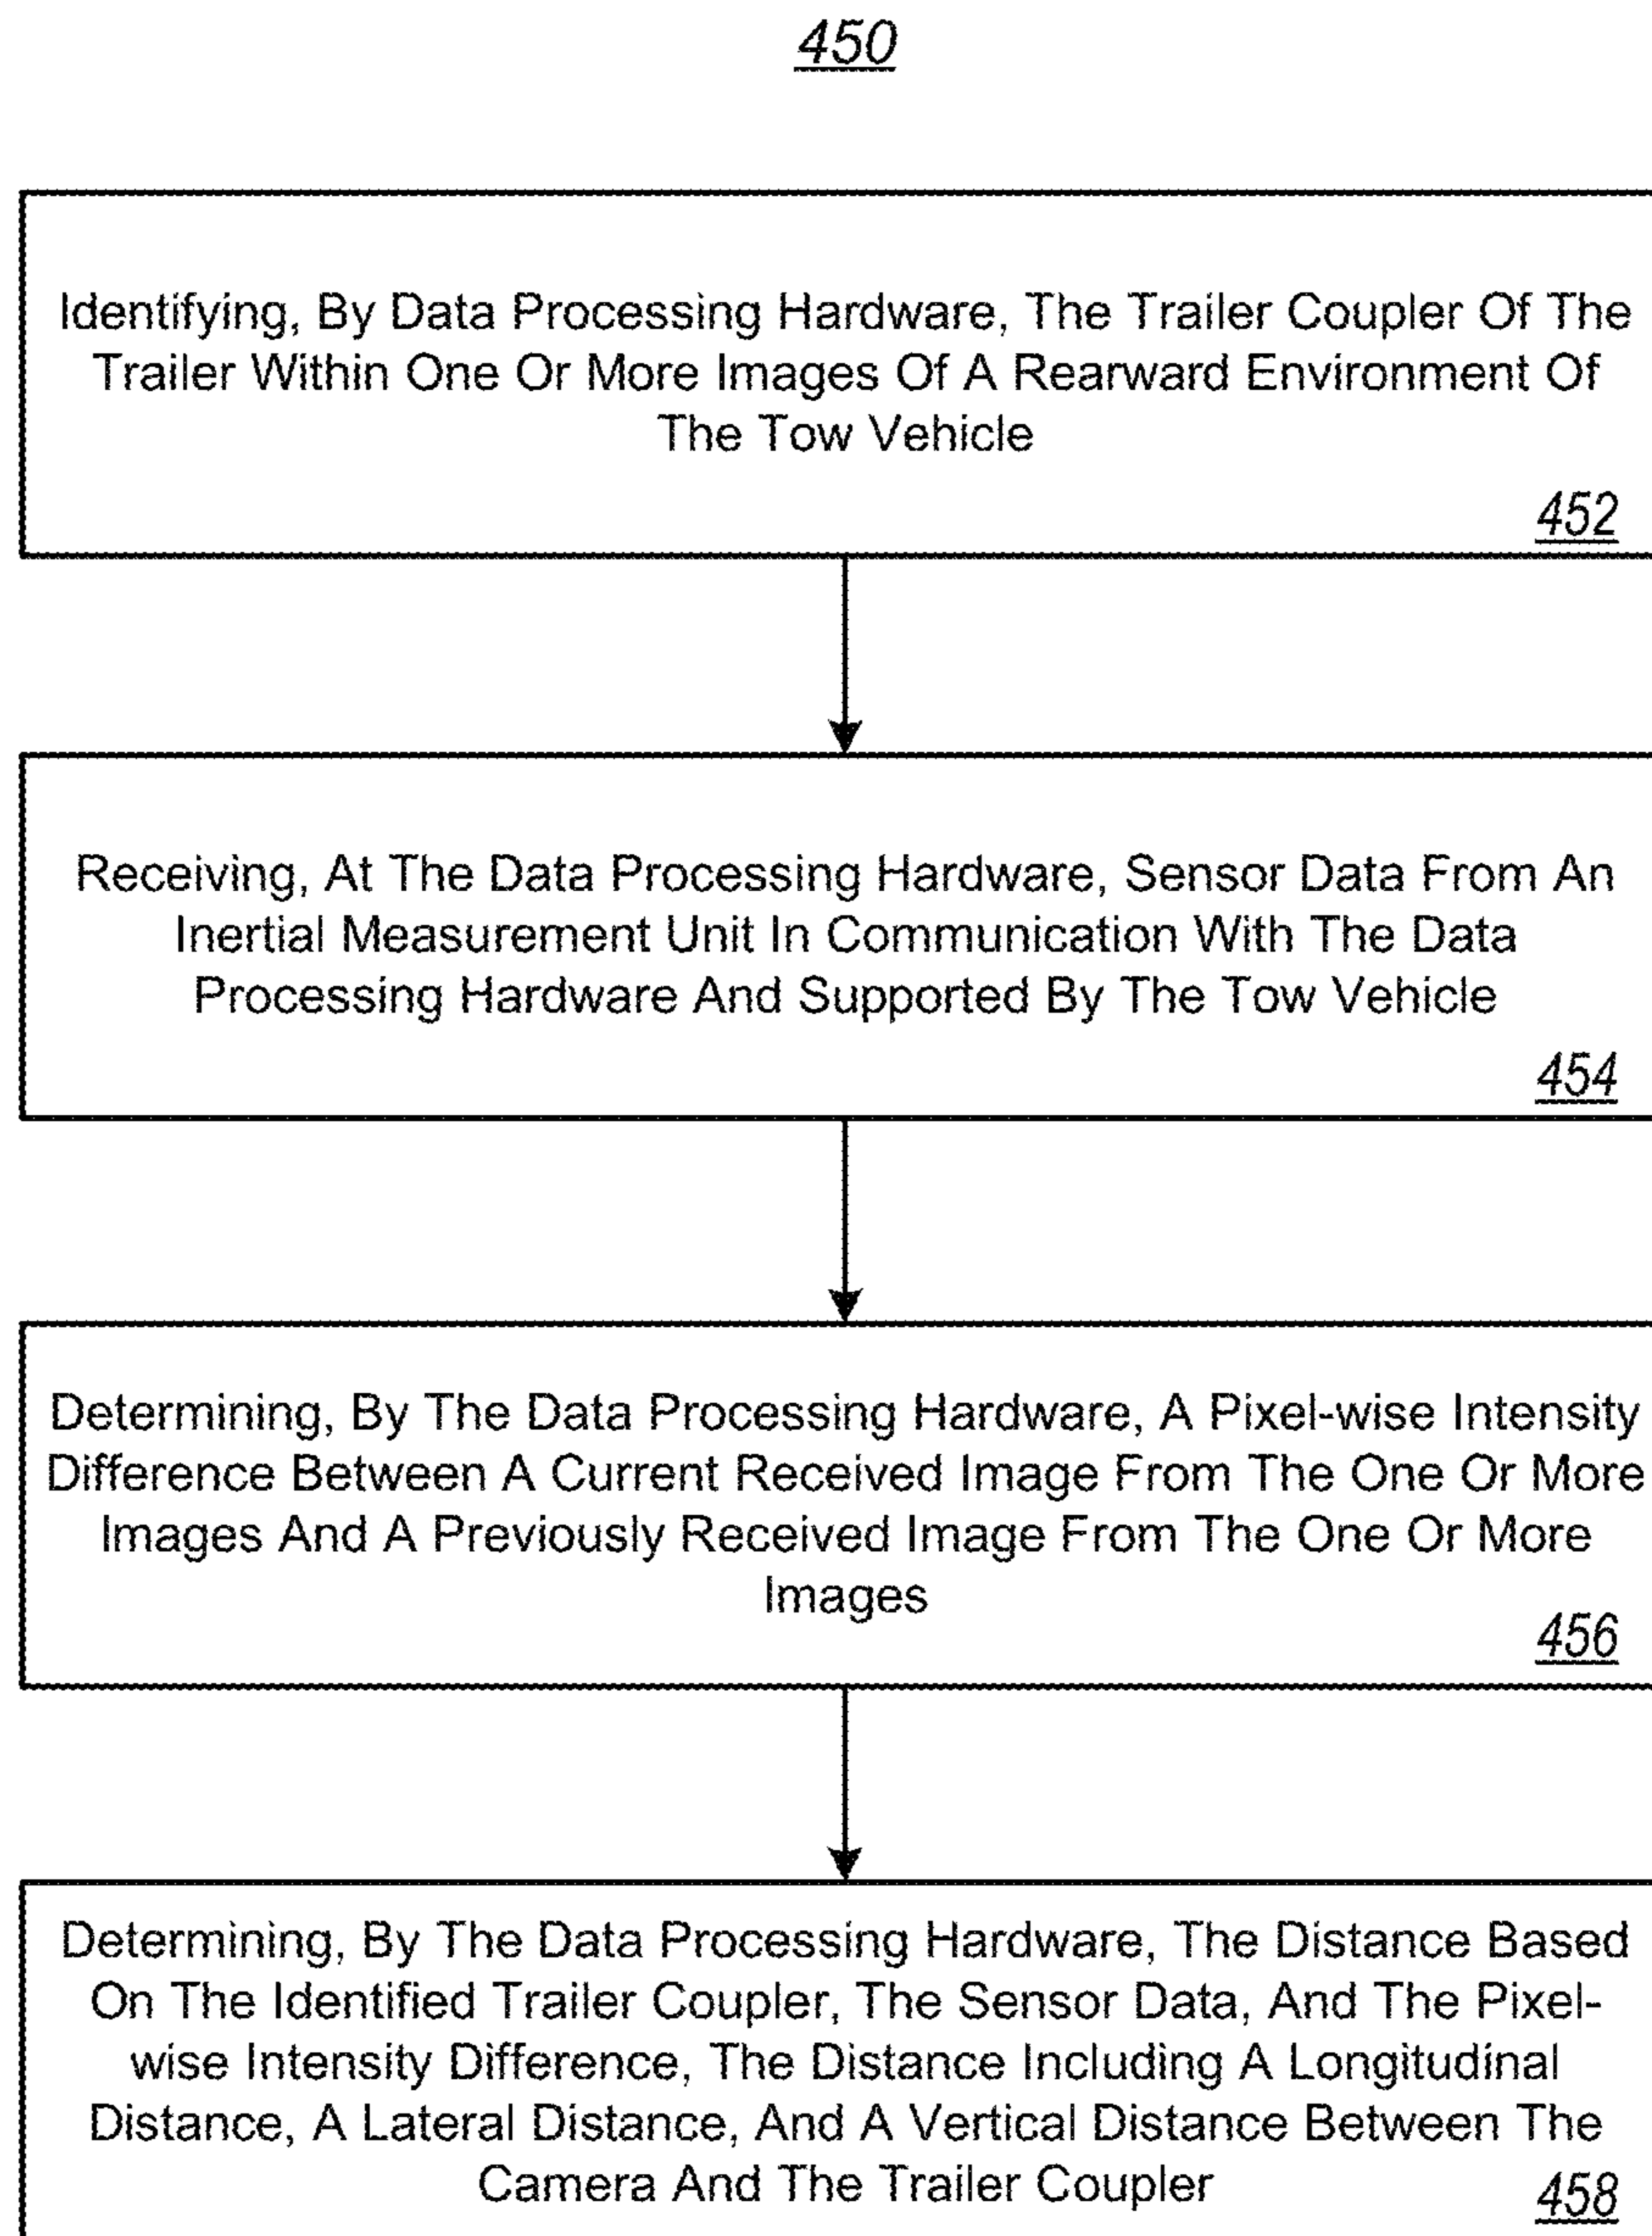 450
Identifying, By Data Processing Hardware, The Trailer Coupler Of The
Trailer Within One Or More Images Of A Rearward Environment Of
The Tow Vehicle
452
Receiving, At The Data Processing Hardware, Sensor Data From An
Inertial Measurement Unit In Communication With The Data
Processing Hardware And Supported By The Tow Vehicle
454
Determining, By The Data Processing Hardware, A Pixel-wise Intensity
Difference Between A Current Received Image From The One Or More
Images And A Previously Received Image From The One Or More
Images
456
Determining, By The Data Processing Hardware, The Distance Based
On The Identified Trailer Coupler, The Sensor Data, And The Pixel-
wise Intensity Difference, The Distance Including A Longitudinal
Distance, A Lateral Distance, And A Vertical Distance Between The
Camera And The Trailer Coupler
458